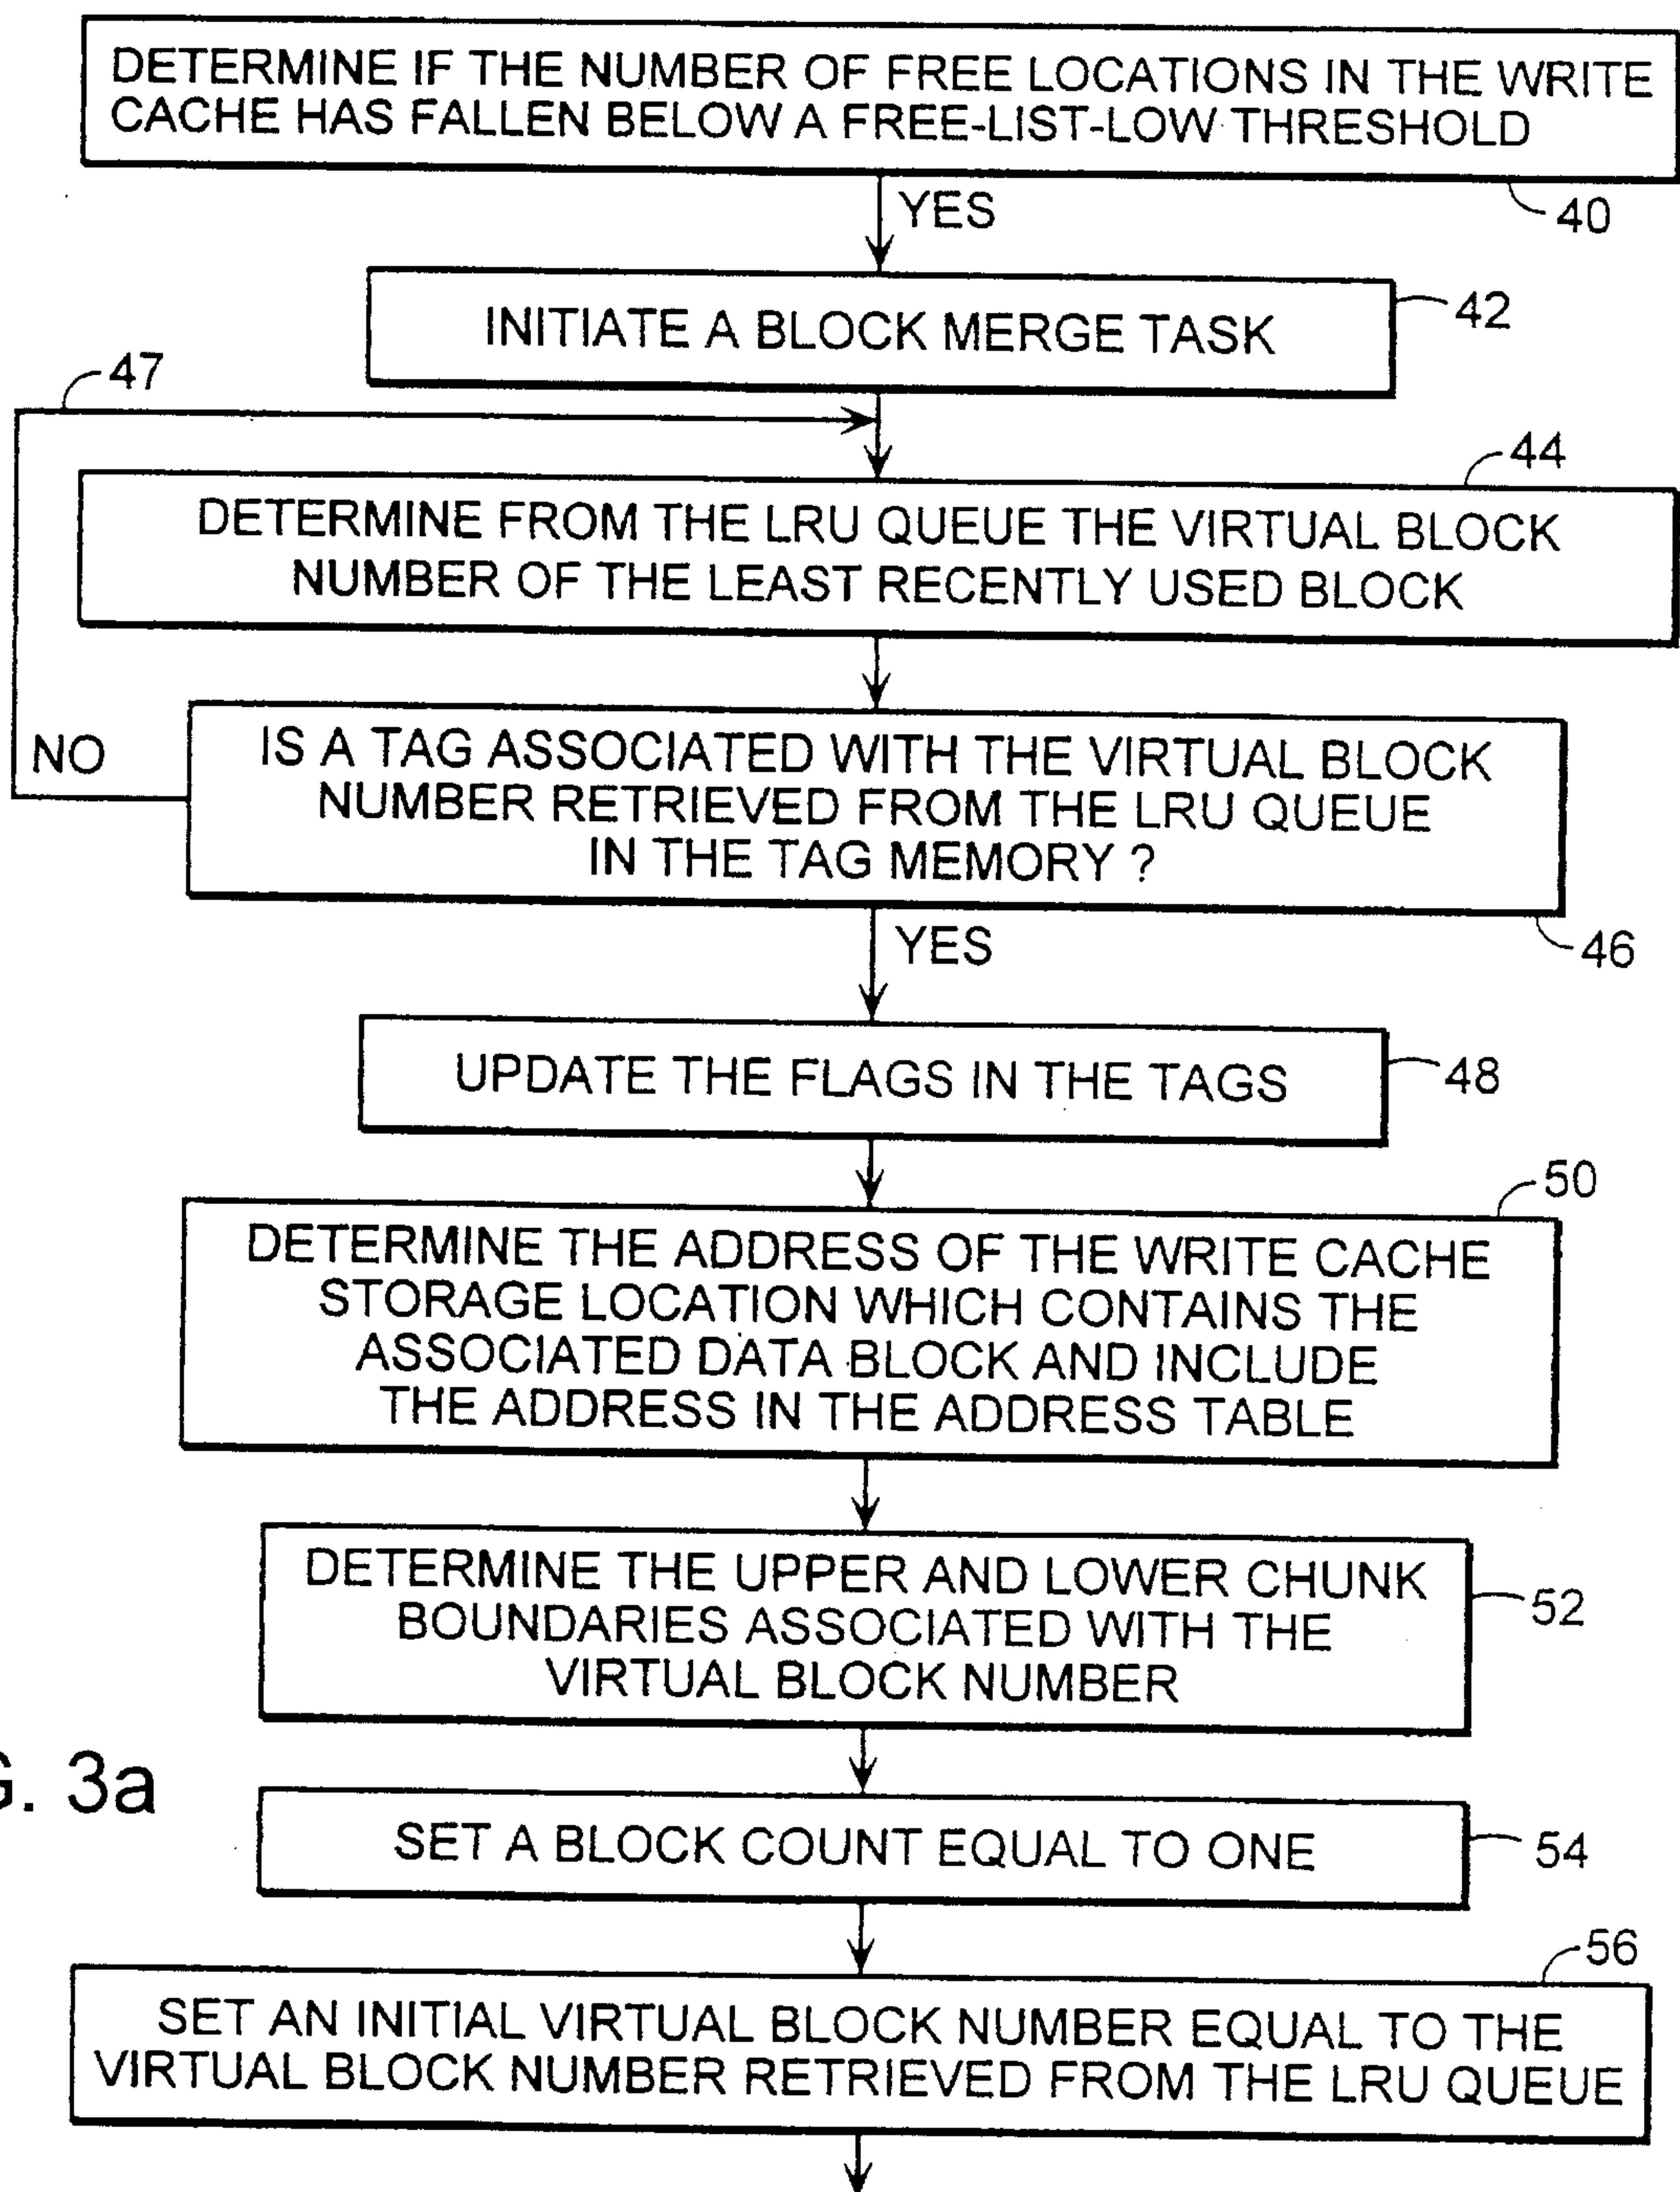 DETERMINE IF THE NUMBER OF FREE LOCATIONS IN THE WRITE
CACHE HAS FALLEN BELOW A FREE-LIST-LOW THRESHOLD
40
YES
INITIATE A BLOCK MERGE TASK
42
47
44
DETERMINE FROM THE LRU QUEUE THE VIRTUAL BLOCK
NUMBER OF THE LEAST RECENTLY USED BLOCK
NO
IS A TAG ASSOCIATED WITH THE VIRTUAL BLOCK
NUMBER RETRIEVED FROM THE LRU QUEUE
IN THE TAG MEMORY ?
46
YES
UPDATE THE FLAGS IN THE TAGS
48
50
DETERMINE THE ADDRESS OF THE WRITE CACHE
STORAGE LOCATION WHICH CONTAINS THE
ASSOCIATED DATA BLOCK AND INCLUDE
THE ADDRESS IN THE ADDRESS TABLE
DETERMINE THE UPPER AND LOWER CHUNK
BOUNDARIES ASSOCIATED WITH THE
VIRTUAL BLOCK NUMBER
52
G. 3a
SET A BLOCK COUNT EQUAL TO ONE
54
56
SET AN INITIAL VIRTUAL BLOCK NUMBER EQUAL TO THE
VIRTUAL BLOCK NUMBER RETRIEVED FROM THE LRU QUEUE